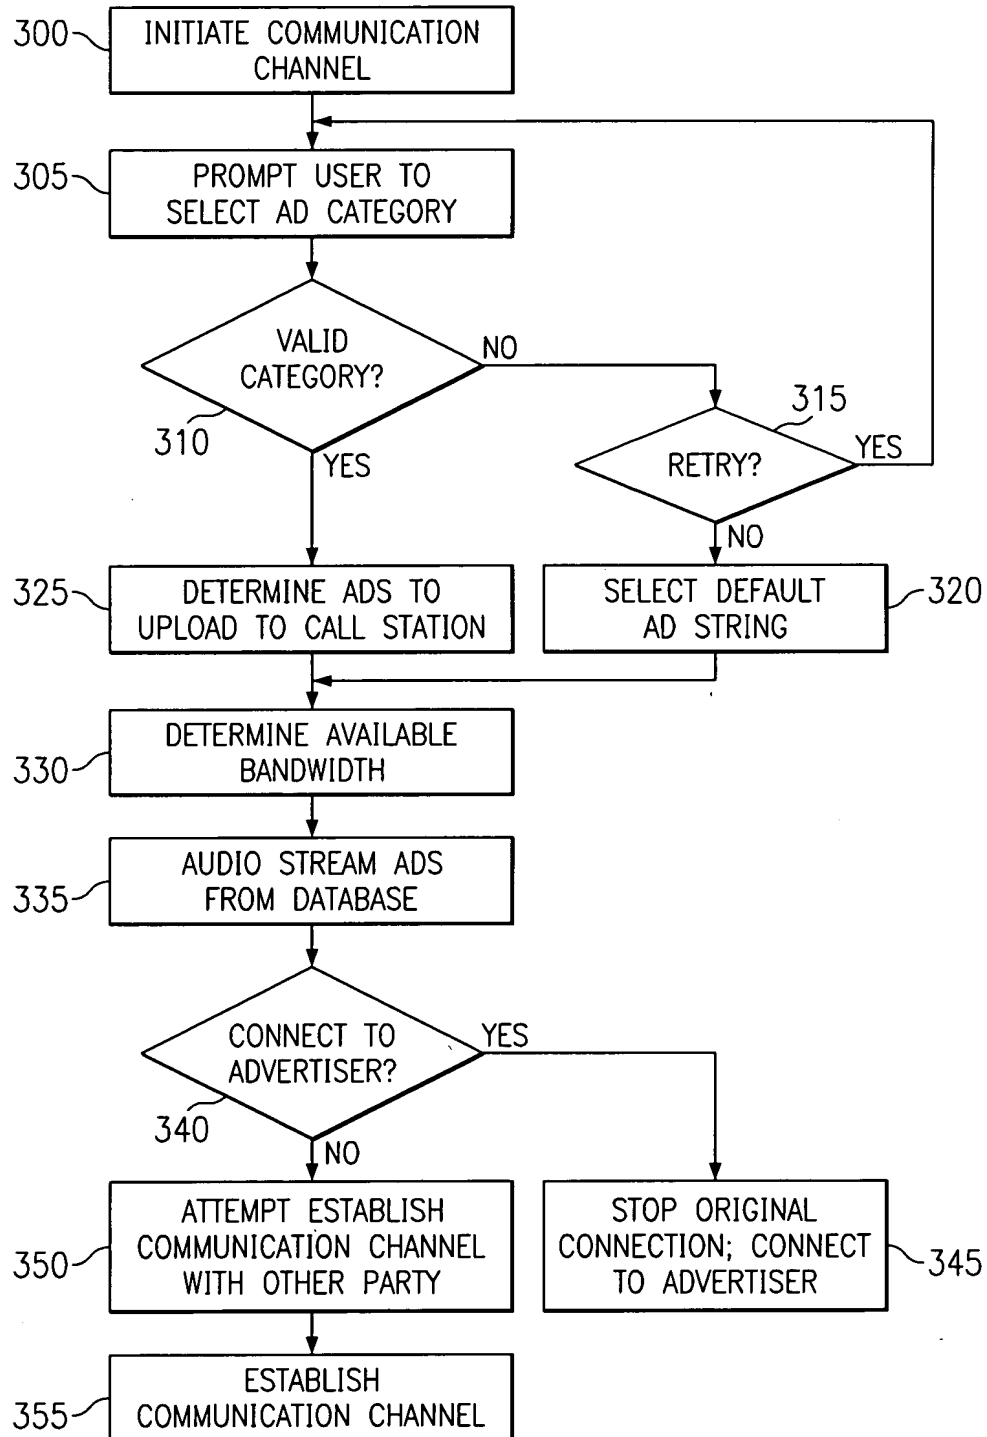 300
INITIATE COMMUNICATION
CHANNEL
305
PROMPT USER TO
SELECT AD CATEGORY
VALID
CATEGORY?
NO
310
YES
315
RETRY?
YES
NO
325
DETERMINE ADS TO
UPLOAD TO CALL STATION
SELECT DEFAULT
AD STRING
320
330
DETERMINE AVAILABLE
BANDWIDTH
335
AUDIO STREAM ADS
FROM DATABASE
CONNECT TO
ADVERTISER?
YES
340
NO
350
ATTEMPT ESTABLISH
COMMUNICATION CHANNEL
WITH OTHER PARTY
STOP ORIGINAL
CONNECTION; CONNECT
TO ADVERTISER
345
355
ESTABLISH
COMMUNICATION CHANNEL